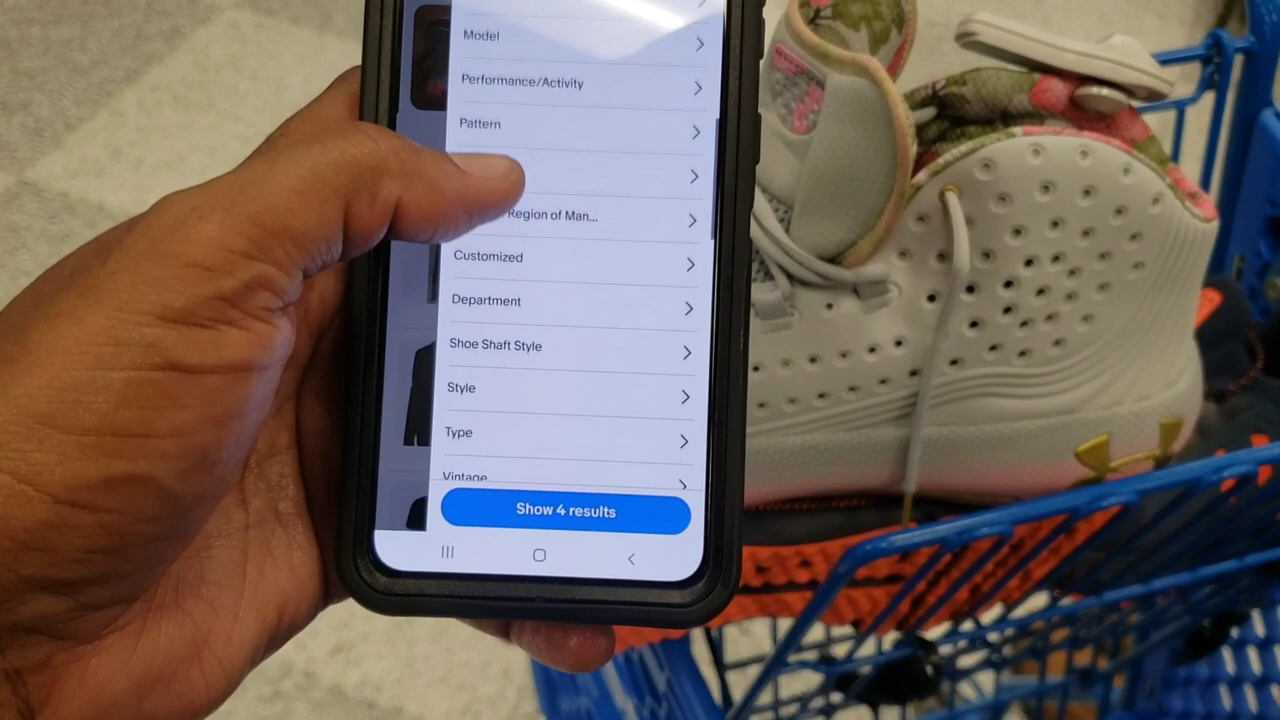 Model
Performance/Activity
Pattern
Region of Man...
Customized
Department
Shoe Shaft Style
Style
Type
Vintage
Show 4 results